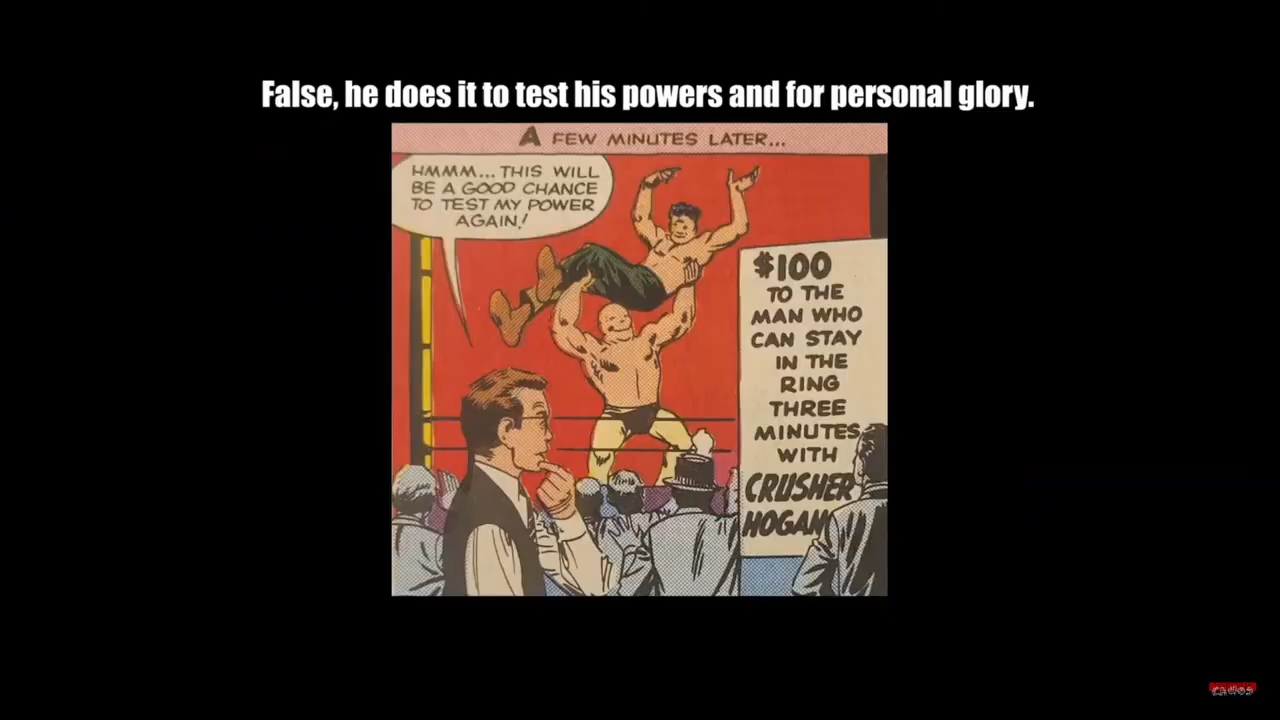 False, he does it to test his powers and for personal glory.
A FEW MINUTES LATER...
HMMM... THIS WILL
BE A GOOD CHANCE
TO TEST MY POWER
AGAIN!
$100
TO THE
MAN WHO
CAN STAY
IN THE
RING
THREE
MINUTES
WITH
CRUSHER
HOGAN